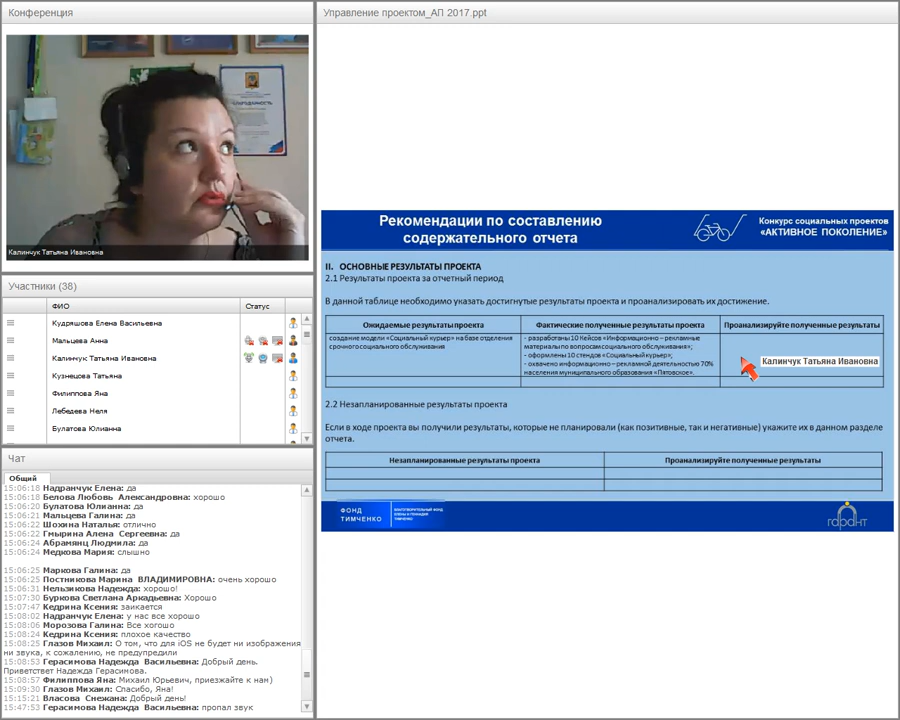 Конференция
БЛАГОДАРНОСТЬ
Калинчук Татьяна Ивановна
Участники (38)
ФИО
Статус
Кудряшова Елена Васильевна
Мальцева Анна
Калинчук Татьяна Ивановна
Кузнецова Татьяна
Филиппова Яна
Лебедева Неля
Булатова Юлианна
Чат
Общий
15:06:18 Надранчук Елена: да
15:06:18 Белова Любовь Александровна: хорошо
15:06:20 Булатова Юлианна: да
15:06:21 Мальцева Галина: да
15:06:22 Шохина Наталья: отлично
15:06:22 Гмырина Алена Сергеевна: да
15:06:24 Абрамянц Людмила: да
15:06:24 Медкова Мария: слышно
15:06:25 Маркова Галина: да
15:06:25 Постникова Марина ВЛАДИМИРОВНА: очень хорошо
15:06:31 Нельзикова Надежда: хорошо!
15:07:30 Буркова Светлана Аркадьевна: Хорошо
15:07:47 Кедрина Ксения: заикается
15:08:02 Надранчук Елена: у нас все хорошо
15:08:06 Морозова Галина: Все хогошо
15:08:24 Кедрина Ксения: плохое качество
15:08:25 Глазов Михаил: О том, что для iOS не будет ни изображения
ни звука, к сожалению, не предупредили
15:08:53 Герасимова Надежда Васильевна: Добрый день.
Приветствет Надежда Герасимова.
15:08:57 Филиппова Яна: Михаил Юрьевич, приезжайте к нам)
15:09:30 Глазов Михаил: Спасибо, Яна!
15:15:21 Власова Снежана: Добрый день!
15:47:53 Герасимова Надежда Васильевна: пропал звук
Управление проектом_АП 2017.ppt
Рекомендации по составлению
содержательного отчета
Конкурс социальных проектов
«АКТИВНОЕ ПОКОЛЕНИЕ»
II. ОСНОВНЫЕ РЕЗУЛЬТАТЫ ПРОЕКТА
2.1 Результаты проекта за отчетный период
В данной таблице необходимо указать достигнутые результаты проекта и проанализировать их достижение.
Ожидаемые результаты проекта
Фактические полученные результаты проекта
Проанализируйте полученные результаты
создание модели «Социальный курьер» на базе отделения
срочного социального обслуживания
- разработаны 10 Кейсов «Информационно – рекламные
материалы по вопросам социального обслуживания»;
- оформлены 10 стендов «Социальный курьер»;
- охвачено информационно – рекламной деятельностью 70%
населения муниципального образования «Пятовское».
Калинчук Татьяна Ивановна
2.2 Незапланированные результаты проекта
Если в ходе проекта вы получили результаты, которые не планировали (как позитивные, так и негативные) укажите их в данном разделе
отчета.
Незапланированные результаты проекта
Проанализируйте полученные результаты
ФОНД
ТИМЧЕНКО
БЛАГОТВОРИТЕЛЬНЫЙ ФОНД
ЕЛЕНЫ И ГЕННАДИЯ
ТИМЧЕНКО
гарант